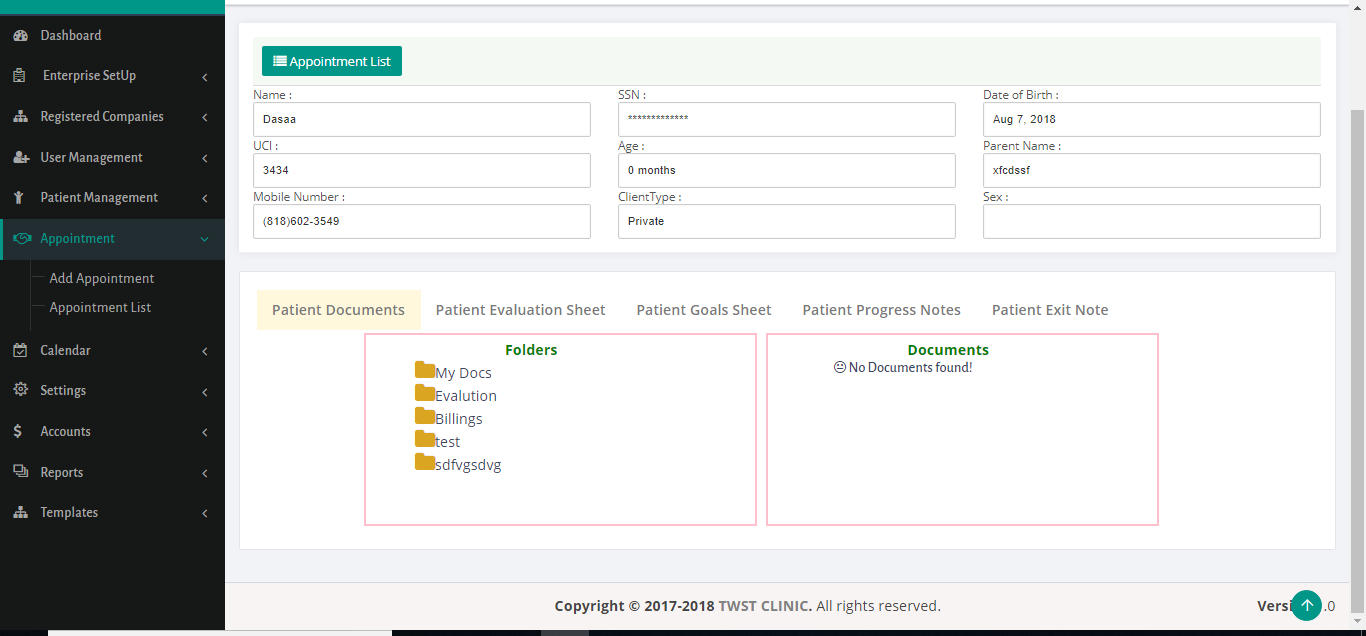 Dashboard
Enterprise SetUp
Registered Companies
User Management
Patient Management
Appointment
Add Appointment
Appointment List
Calendar
Settings
Accounts
Reports
Templates
Appointment List
Name :
Dasaa
SSN :
*************
Date of Birth :
Aug 7, 2018
UCI :
3434
Age :
0 months
Parent Name :
xfcdssf
Mobile Number :
(818)602-3549
ClientType :
Private
Sex :
Patient Documents
Patient Evaluation Sheet
Patient Goals Sheet
Patient Progress Notes
Patient Exit Note
Folders
My Docs
Evalution
Billings
test
sdfvgsdvg
Documents
No Documents found!
Copyright © 2017-2018 TWST CLINIC. All rights reserved.